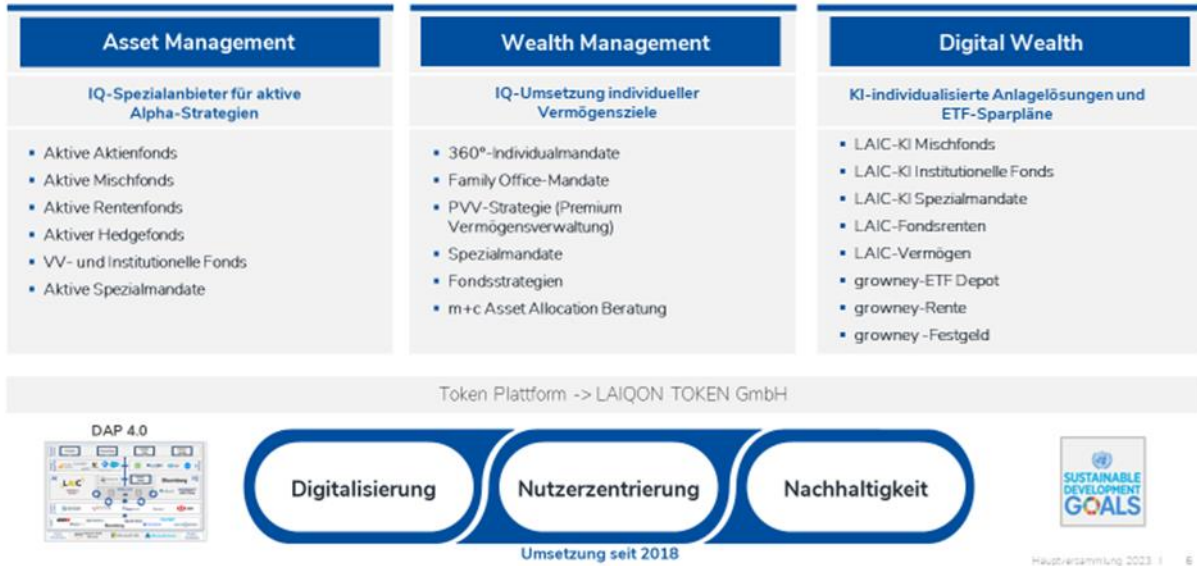 Asset Management
IQ-Spezialanbieter für aktive
Alpha-Strategien
▪ Aktive Aktienfonds
▪ Aktive Mischfonds
▪ Aktive Rentenfonds
▪ Aktiver Hedgefonds
▪ VV- und Institutionelle Fonds
▪ Aktive Spezialmandate
Wealth Management
IQ-Umsetzung individueller
Vermögensziele
▪ 360°-Individualmandate
▪ Family Office-Mandate
▪ PVV-Strategie (Premium
Vermögensverwaltung)
▪ Spezialmandate
▪ Fondsstrategien
▪ m+c Asset Allocation Beratung
Digital Wealth
KI-individualisierte Anlagelösungen und
ETF-Sparpläne
▪ LAIC-KI Mischfonds
▪ LAIC-KI Institutionelle Fonds
▪ LAIC-KI Spezialmandate
▪ LAIC-Fondsrenten
▪ LAIC-Vermögen
▪ growney-ETF Depot
▪ growney-Rente
▪ growney -Festgeld
Token Plattform -> LAIQON TOKEN GmbH
DAP 4.0
Digitalisierung
Nutzerzentrierung
Nachhaltigkeit
Umsetzung seit 2018
SUSTAINABLE
DEVELOPMENT
GOALS
Hauptversammlung 2023 | 6